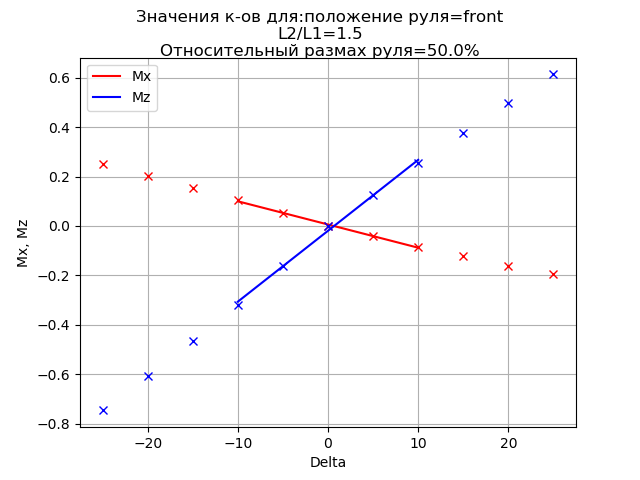 Значения к-ов для:положение руля=front
L2/L1=1.5
Относительный размах руля=50.0%
Mx
Mz
0.6
0.4
0.2
0.0
−0.2
−0.4
−0.6
−0.8
Mx, Mz
−20
−10
0
10
20
Delta